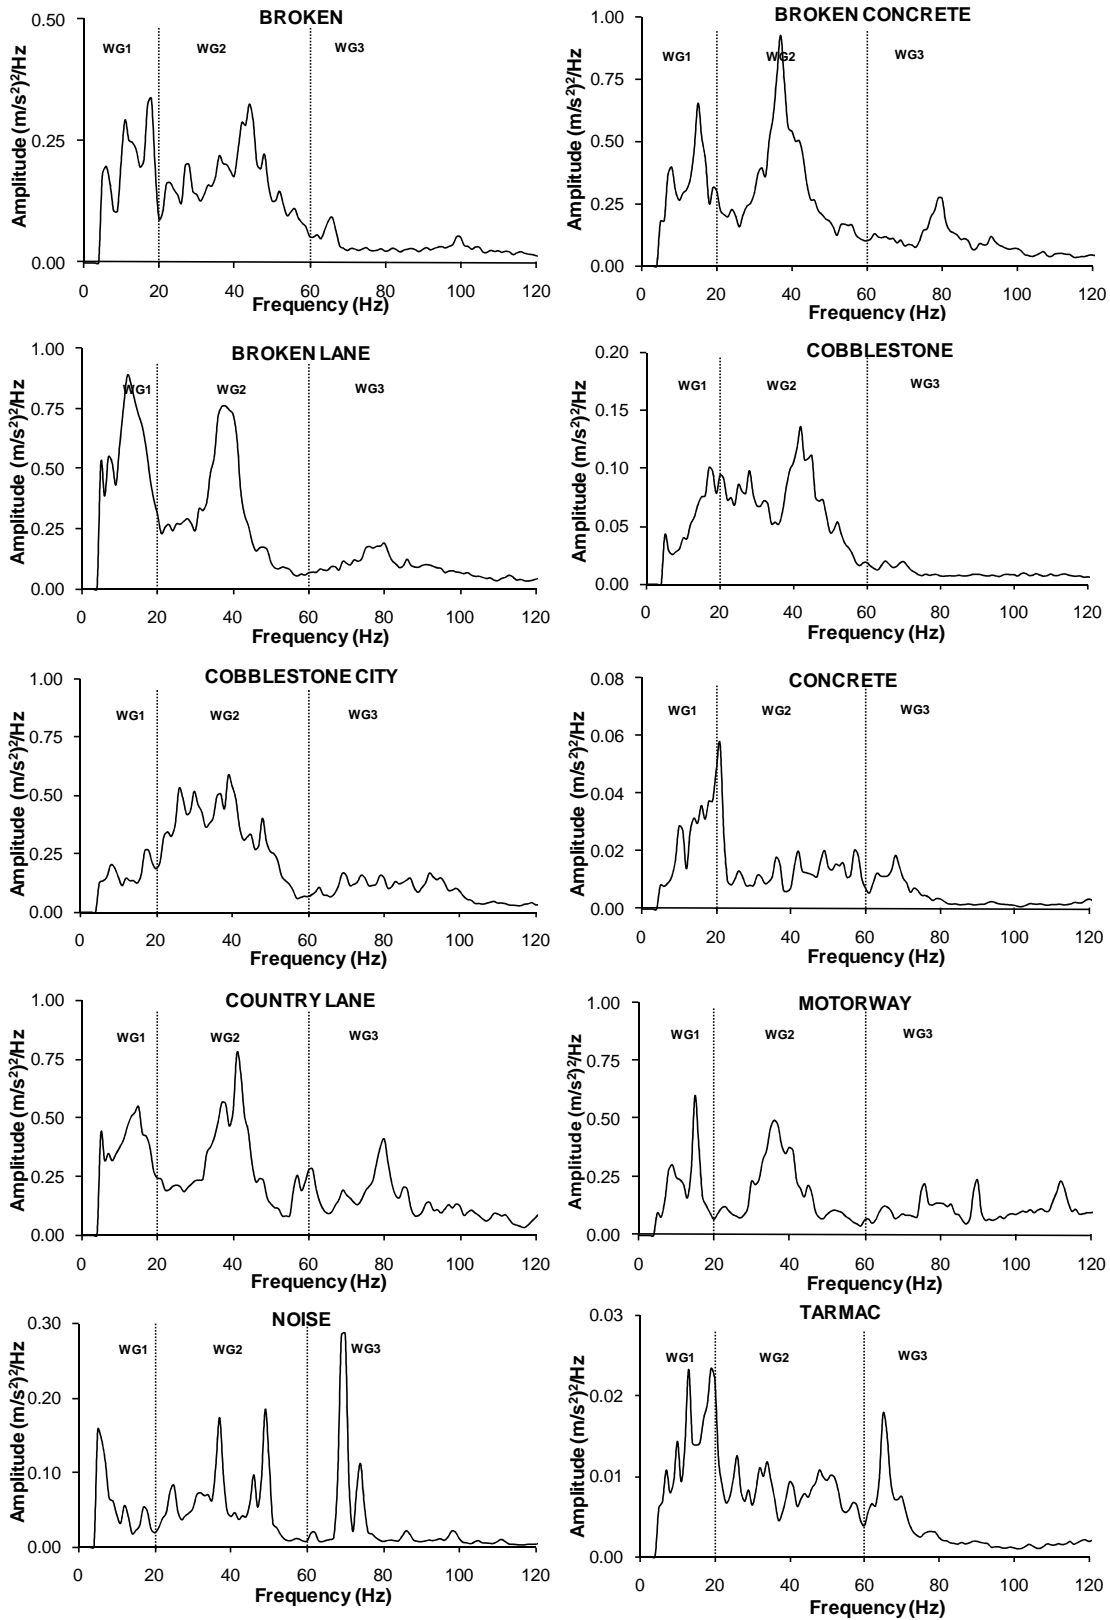 BROKEN
Amplitude (m/s²)²/Hz
0.50
0.25
0.00
WG1 WG2 WG3
0 20 40 60 80 100 120
Frequency (Hz)
BROKEN CONCRETE
Amplitude (m/s²)²/Hz
1.00
0.75
0.50
0.25
0.00
WG1 WG2 WG3
0 20 40 60 80 100 120
Frequency (Hz)
BROKEN LANE
Amplitude (m/s²)²/Hz
1.00
0.75
0.50
0.25
0.00
WG1 WG2 WG3
0 20 40 60 80 100 120
Frequency (Hz)
COBBLESTONE
Amplitude (m/s²)²/Hz
0.20
0.15
0.10
0.05
0.00
WG1 WG2 WG3
0 20 40 60 80 100 120
Frequency (Hz)
COBBLESTONE CITY
Amplitude (m/s²)²/Hz
1.00
0.75
0.50
0.25
0.00
WG1 WG2 WG3
0 20 40 60 80 100 120
Frequency (Hz)
CONCRETE
Amplitude (m/s²)²/Hz
0.08
0.06
0.04
0.02
0.00
WG1 WG2 WG3
0 20 40 60 80 100 120
Frequency (Hz)
COUNTRY LANE
Amplitude (m/s²)²/Hz
1.00
0.75
0.50
0.25
0.00
WG1 WG2 WG3
0 20 40 60 80 100 120
Frequency (Hz)
MOTORWAY
Amplitude (m/s²)²/Hz
1.00
0.75
0.50
0.25
0.00
WG1 WG2 WG3
0 20 40 60 80 100 120
Frequency (Hz)
NOISE
Amplitude (m/s²)²/Hz
0.30
0.20
0.10
0.00
WG1 WG2 WG3
0 20 40 60 80 100 120
Frequency (Hz)
TARMAC
Amplitude (m/s²)²/Hz
0.03
0.02
0.01
0.00
WG1 WG2 WG3
0 20 40 60 80 100 120
Frequency (Hz)